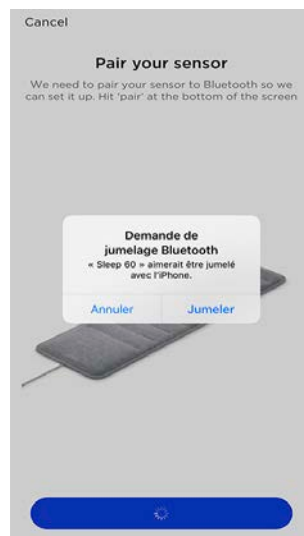 Cancel
Pair your sensor
We need to pair your sensor to Bluetooth so we
can set it up. Hit 'pair' at the bottom of the screen
Demande de
jumelage Bluetooth
« Sleep 60 » aimerait être jumelé
avec l'iPhone.
Annuler Jumeler